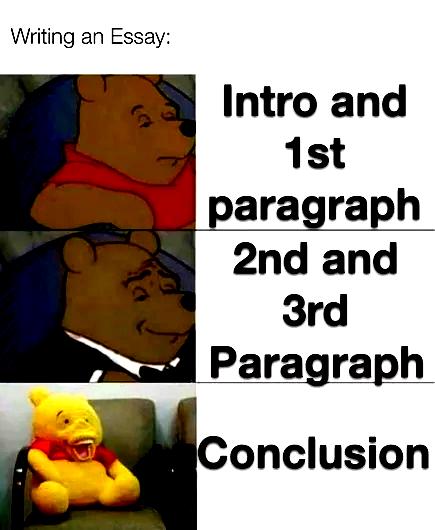 Writing an Essay:
Intro and
1st
paragraph
2nd and
3rd
Paragraph
Conclusion